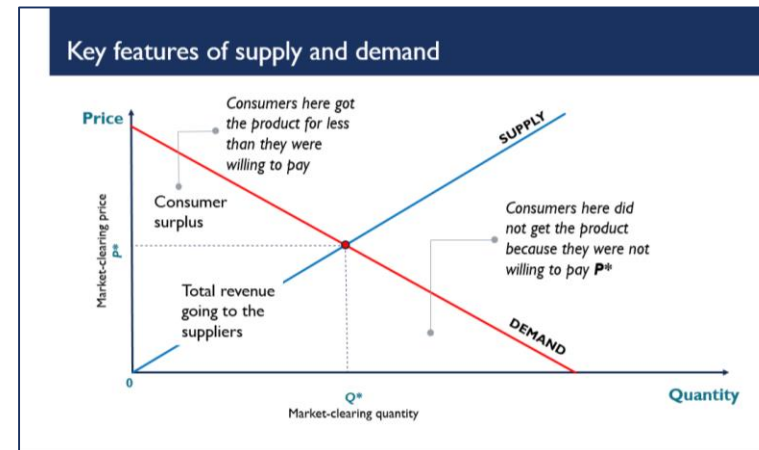 Key features of supply and demand
Price
Consumers here got
the product for less
than they were
willing to pay
SUPPLY
Consumer
surplus
Consumers here did
not get the product
because they were not
willing to pay P*
Market-clearing price
P*
Total revenue
going to the
suppliers
DEMAND
0
Q*
Market-clearing quantity
Quantity